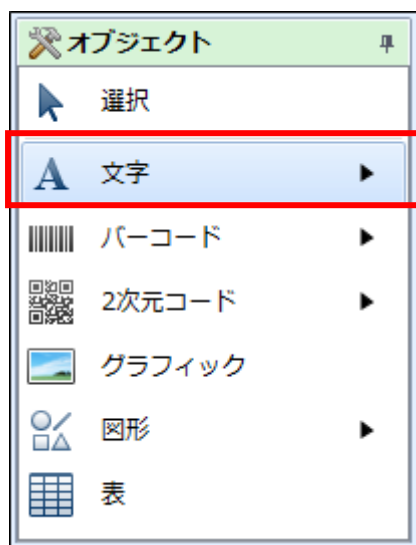 オブジェクト
選択
文字
バーコード
2次元コード
グラフィック
図形
表